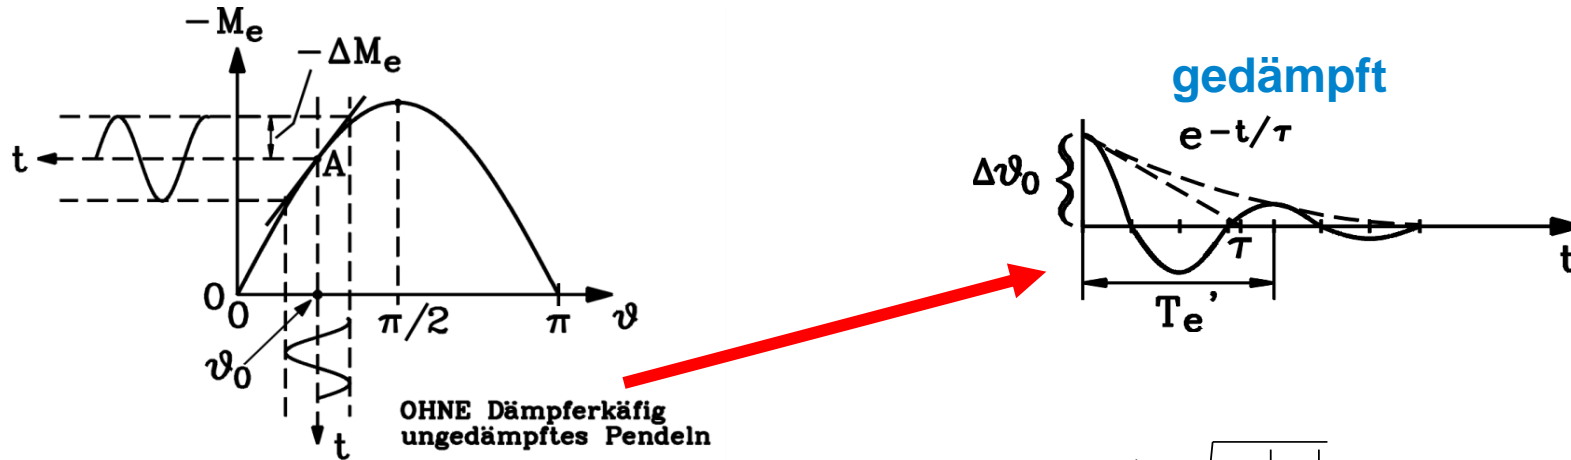 -Mₑ
-ΔMₑ
t
A
0
0
π/2
π
ϑ
ϑ₀
t
OHNE Dämpferkäfig
ungedämpftes Pendeln
gedämpft
e-t/τ
Δϑ₀
τ
t
Tₑ'